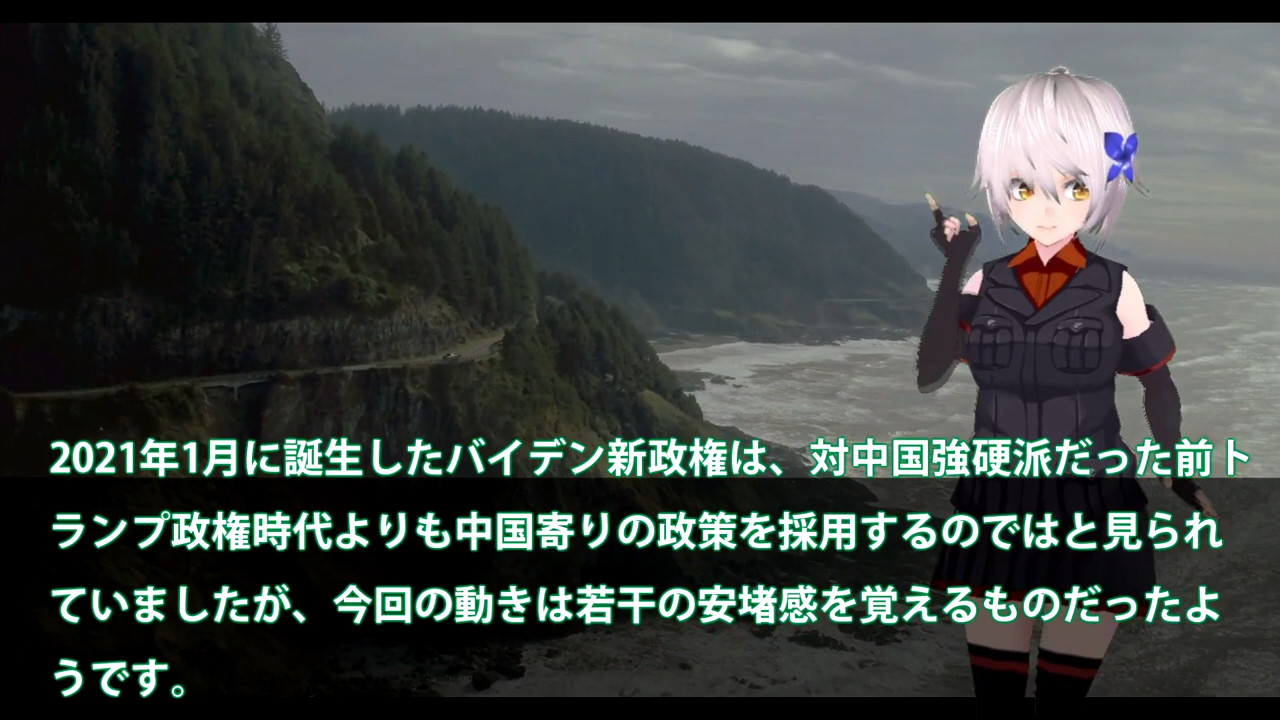 2021年1月に誕生したバイデン新政権は、対中国強硬派だった前ト
ランプ政権時代よりも中国寄りの政策を採用するのではと見られ
ていましたが、今回の動きは若干の安堵感を覚えるものだったよ
うです。